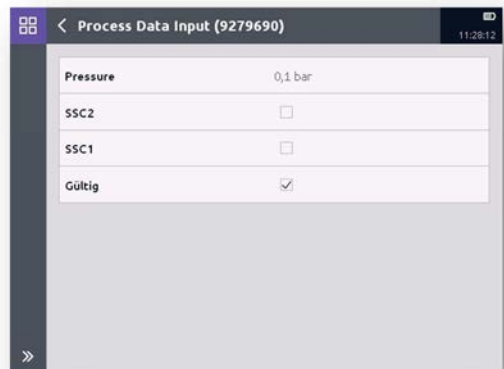 Process Data Input (9279690)
11:28:12
Pressure 0,1 bar
SSC2
SSC1
Gültig